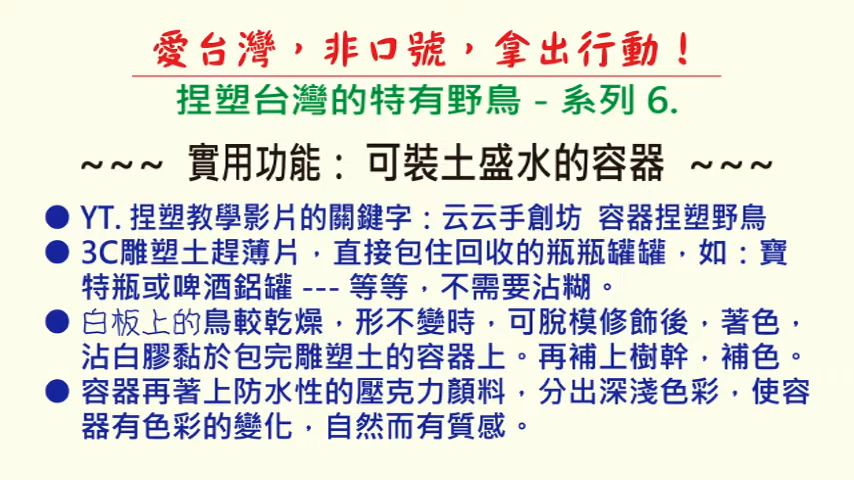 愛台灣，非口號，拿出行動！
捏塑台灣的特有野鳥 - 系列 6.
~~~ 實用功能： 可裝土盛水的容器 ~~~
● YT. 捏塑教學影片的關鍵字：云云手創坊 容器捏塑野鳥
● 3C雕塑土趕薄片，直接包住回收的瓶瓶罐罐，如：寶
特瓶或啤酒鋁罐 --- 等等，不需要沾糊。
● 白板上的鳥較乾燥，形不變時，可脫模修飾後，著色，
沾白膠黏於包完雕塑土的容器上。再補上樹幹，補色。
● 容器再著上防水性的壓克力顏料，分出深淺色彩，使容
器有色彩的變化，自然而有質感。